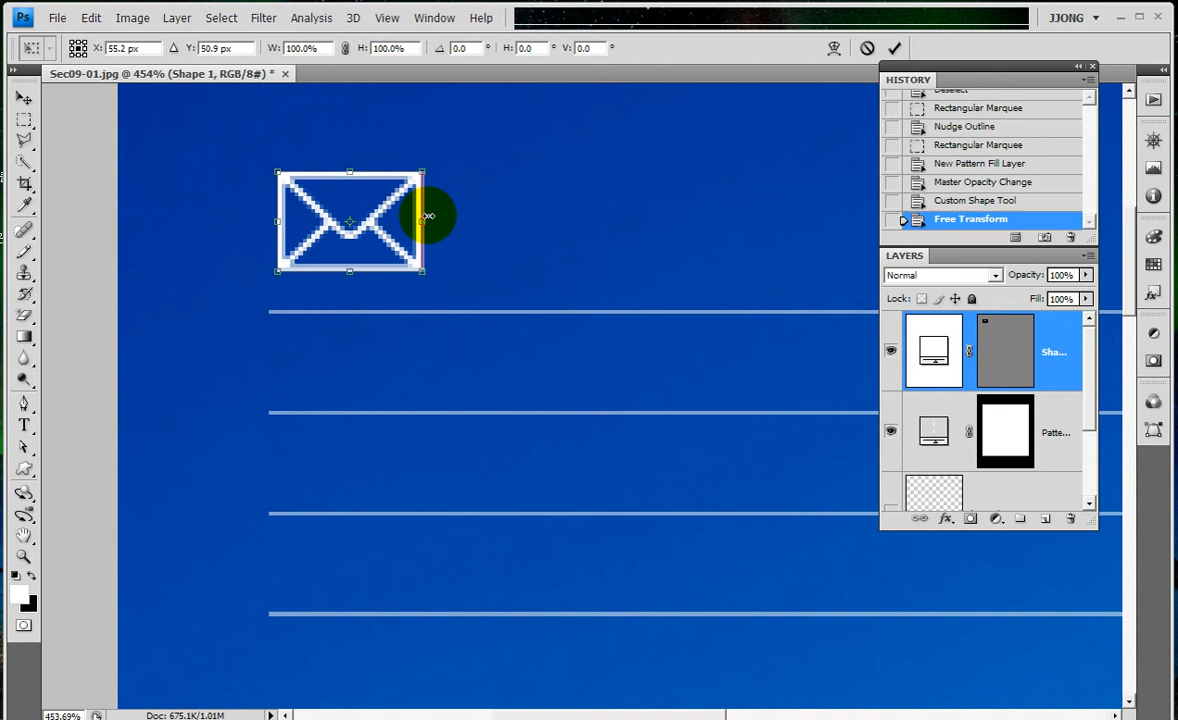 Ps File Edit Image Layer Select Filter Analysis 3D View Window Help JJONG
X: 55.2 px Y: 50.9 px W: 100.0% H: 100.0% 0.0 ° H: 0.0 ° V: 0.0 °
Sec09-01.jpg @ 454% (Shape 1, RGB/8#) *
HISTORY
Deselect
Rectangular Marquee
Nudge Outline
Rectangular Marquee
New Pattern Fill Layer
Master Opacity Change
Custom Shape Tool
Free Transform
LAYERS
Normal Opacity: 100%
Lock: Fill: 100%
Sha...
Patte...
T
fx
453.69% Doc: 675.1K/1.01M